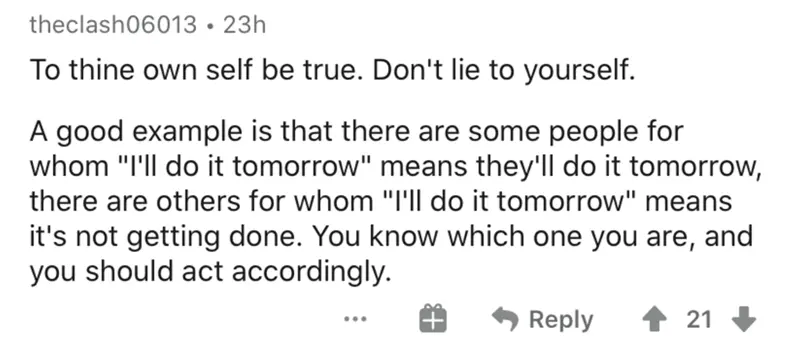 theclash06013 • 23h
To thine own self be true. Don't lie to yourself.
A good example is that there are some people for
whom "I'll do it tomorrow" means they'll do it tomorrow,
there are others for whom "I'll do it tomorrow" means
it's not getting done. You know which one you are, and
you should act accordingly.
Reply 21